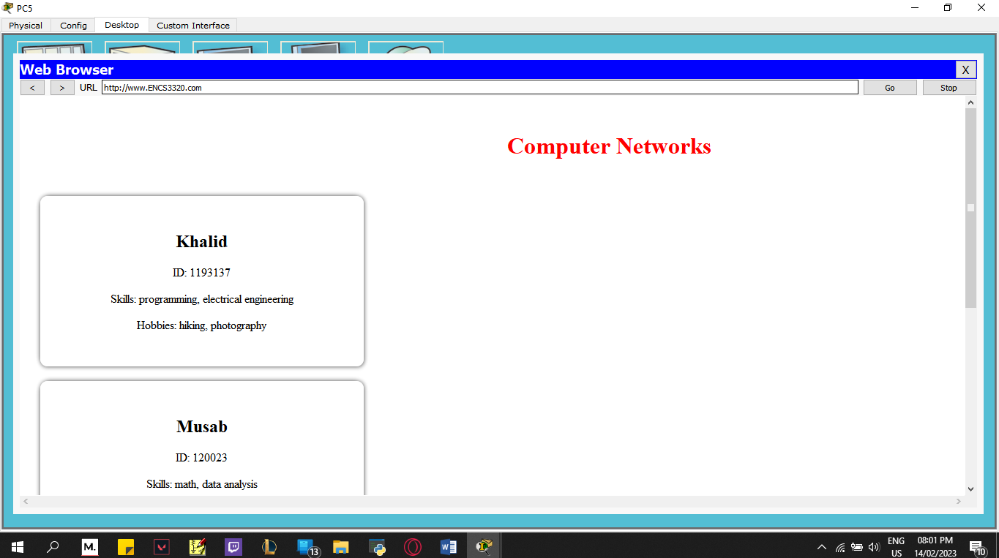 PC5
Physical Config Desktop Custom Interface
Web Browser
X
< > URL http://www.ENCS3320.com Go Stop
Computer Networks
Khalid
ID: 1193137
Skills: programming, electrical engineering
Hobbies: hiking, photography
Musab
ID: 120023
Skills: math, data analysis
M.
13
W
ENG
US
08:01 PM
14/02/2023
10